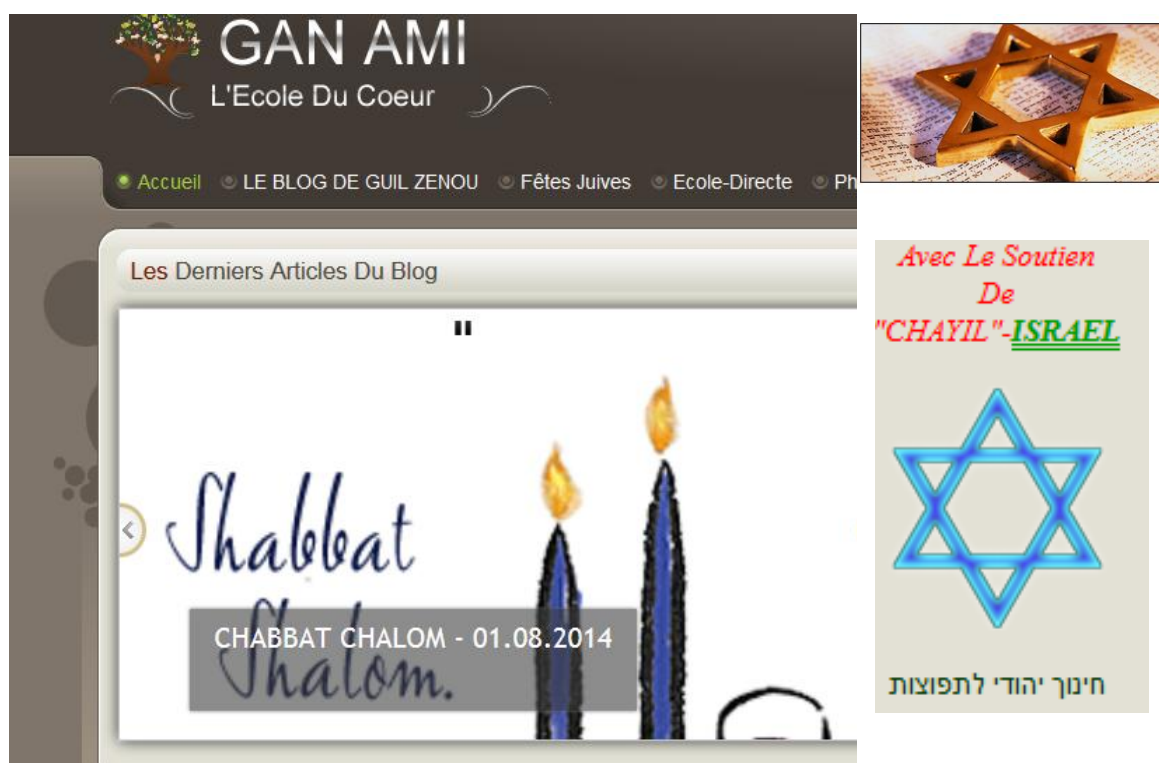 GAN AMI
L'Ecole Du Coeur
Accueil LE BLOG DE GUIL ZENOU Fêtes Juives Ecole-Directe Ph
Les Derniers Articles Du Blog
"
Shabbat
Shalom.
CHABBAT CHALOM - 01.08.2014
Avec Le Soutien
De
"CHAYIL"-ISRAEL
חינוך יהודי לתפוצות